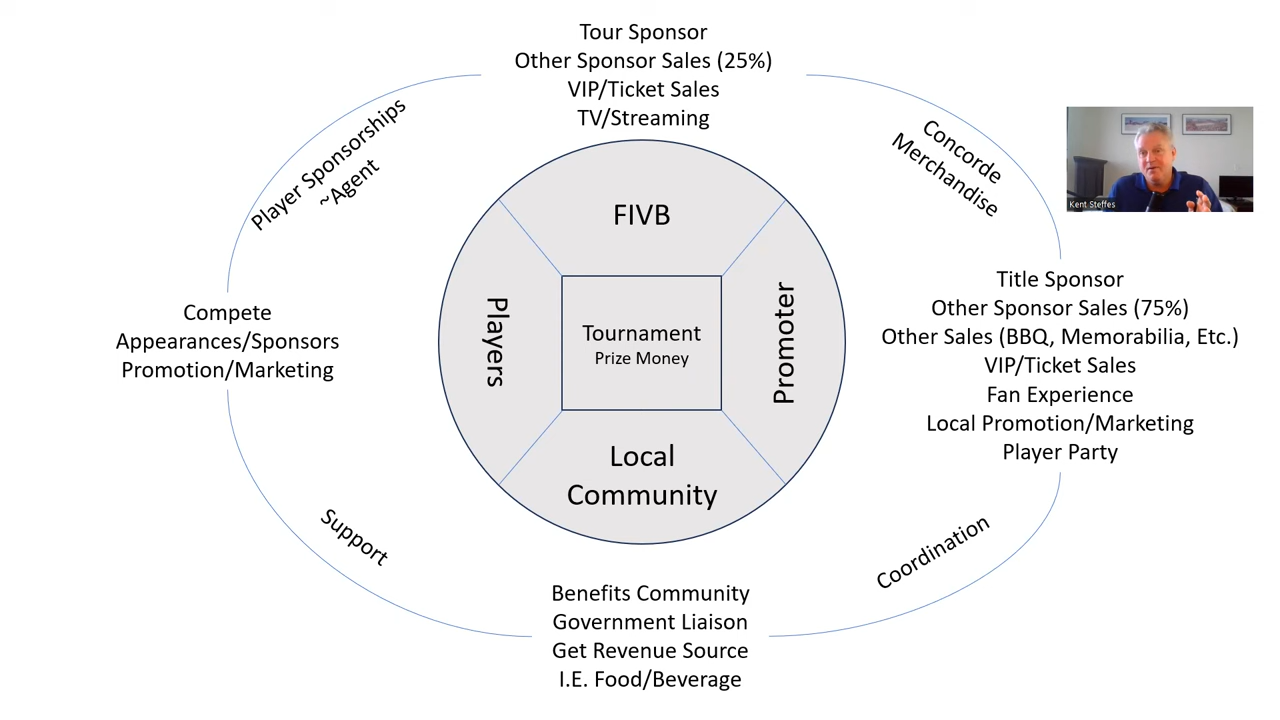 Tour Sponsor
Other Sponsor Sales (25%)
VIP/Ticket Sales
TV/Streaming
Player Sponsorships
~Agent
Concorde
Merchandise
Kent Steffes
FIVB
Players
Tournament
Prize Money
Promoter
Local
Community
Compete
Appearances/Sponsors
Promotion/Marketing
Title Sponsor
Other Sponsor Sales (75%)
Other Sales (BBQ, Memorabilia, Etc.)
VIP/Ticket Sales
Fan Experience
Local Promotion/Marketing
Player Party
Support
Coordination
Benefits Community
Government Liaison
Get Revenue Source
I.E. Food/Beverage